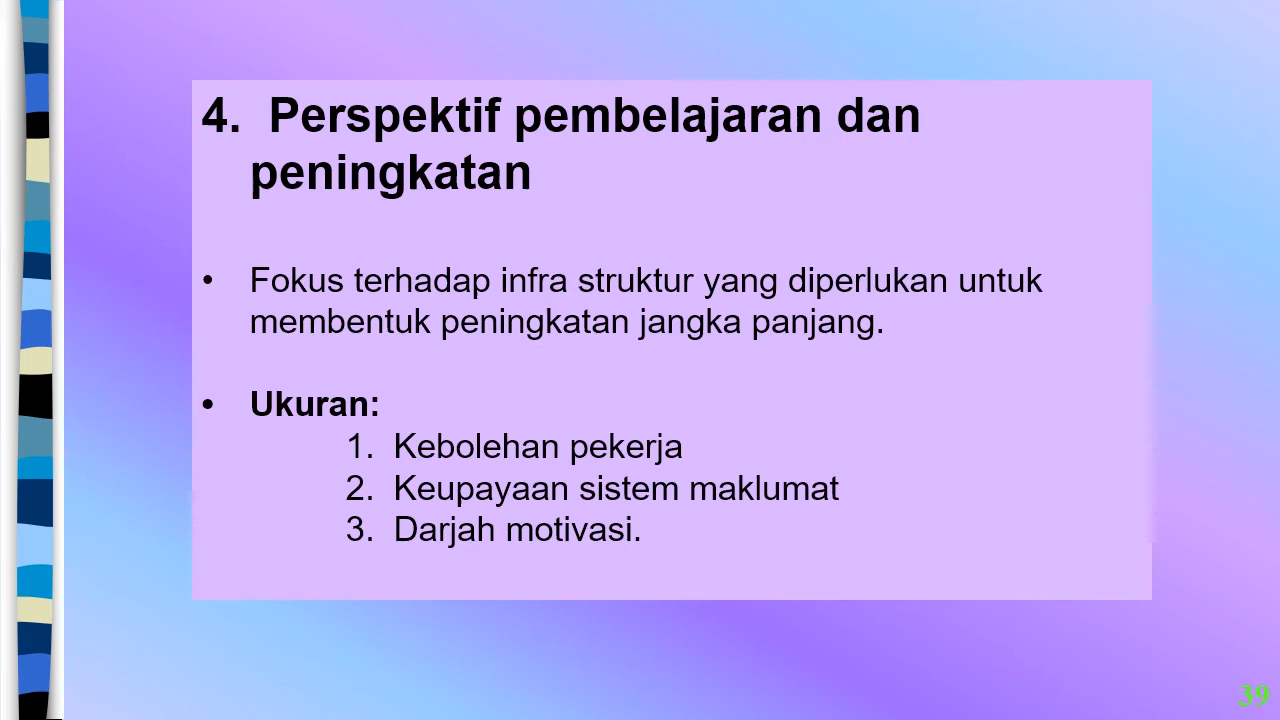 4. Perspektif pembelajaran dan
peningkatan
• Fokus terhadap infra struktur yang diperlukan untuk
membentuk peningkatan jangka panjang.
• Ukuran:
1. Kebolehan pekerja
2. Keupayaan sistem maklumat
3. Darjah motivasi.
39